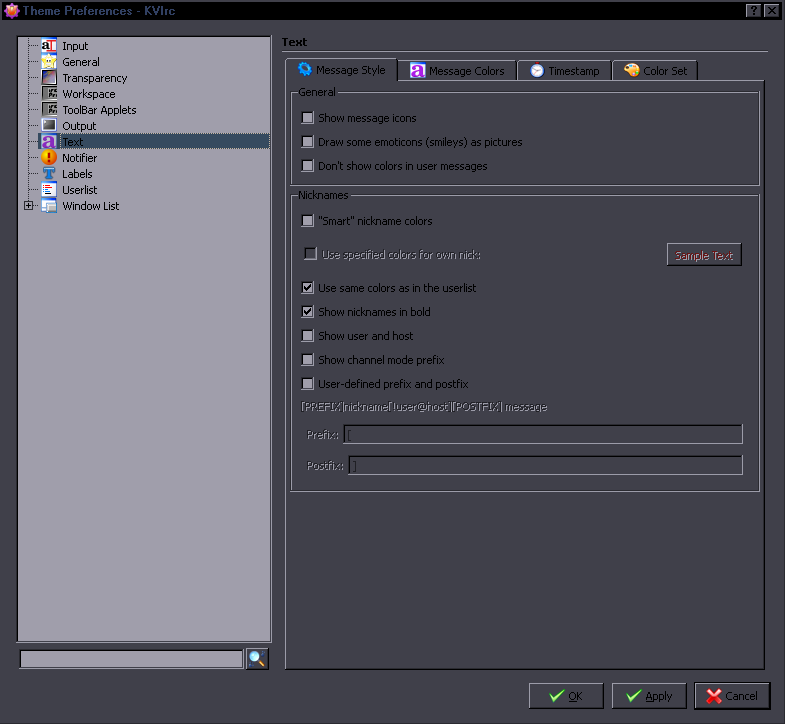 Theme Preferences - KVIrc
Input
General
Transparency
Workspace
ToolBar Applets
Output
Text
Notifier
Labels
Userlist
Window List
Text
Message Style
Message Colors
Timestamp
Color Set
General
Show message icons
Draw some emoticons (smileys) as pictures
Don't show colors in user messages
Nicknames
"Smart" nickname colors
Use specified colors for own nick:
Sample Text
Use same colors as in the userlist
Show nicknames in bold
Show user and host
Show channel mode prefix
User-defined prefix and postfix
[PREFIX]nickname[!user@host][POSTFIX] message
Prefix: [
Postfix: ]
OK
Apply
Cancel